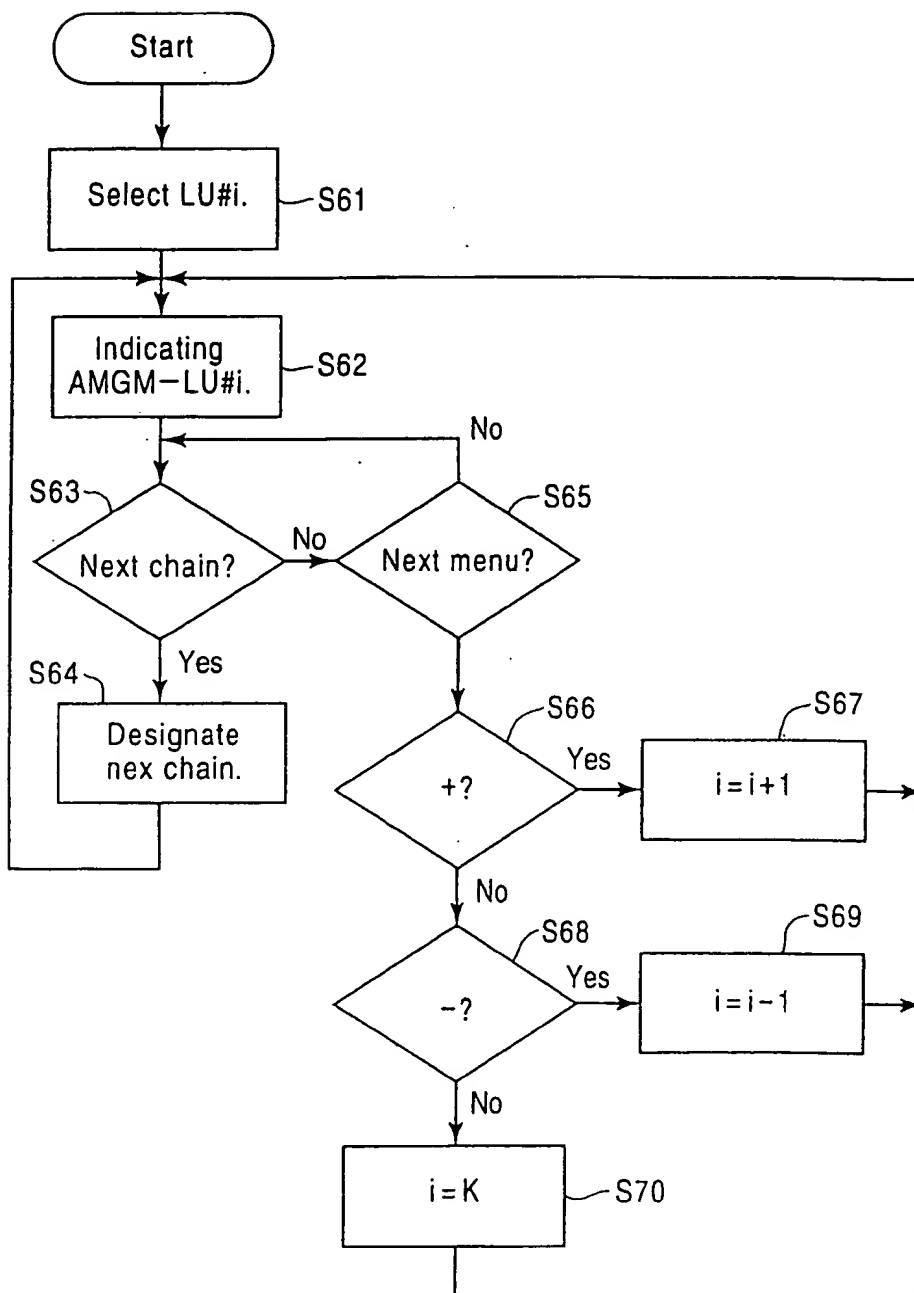 Start
Select LU#i.
S61
Indicating
AMGM-LU#i.
S62
No
S63
S65
Next chain?
No
Next menu?
Yes
S64
Designate
nex chain.
S66
S67
+?
Yes
i=i+1
No
S68
S69
-?
Yes
i=i-1
No
i=K
S70